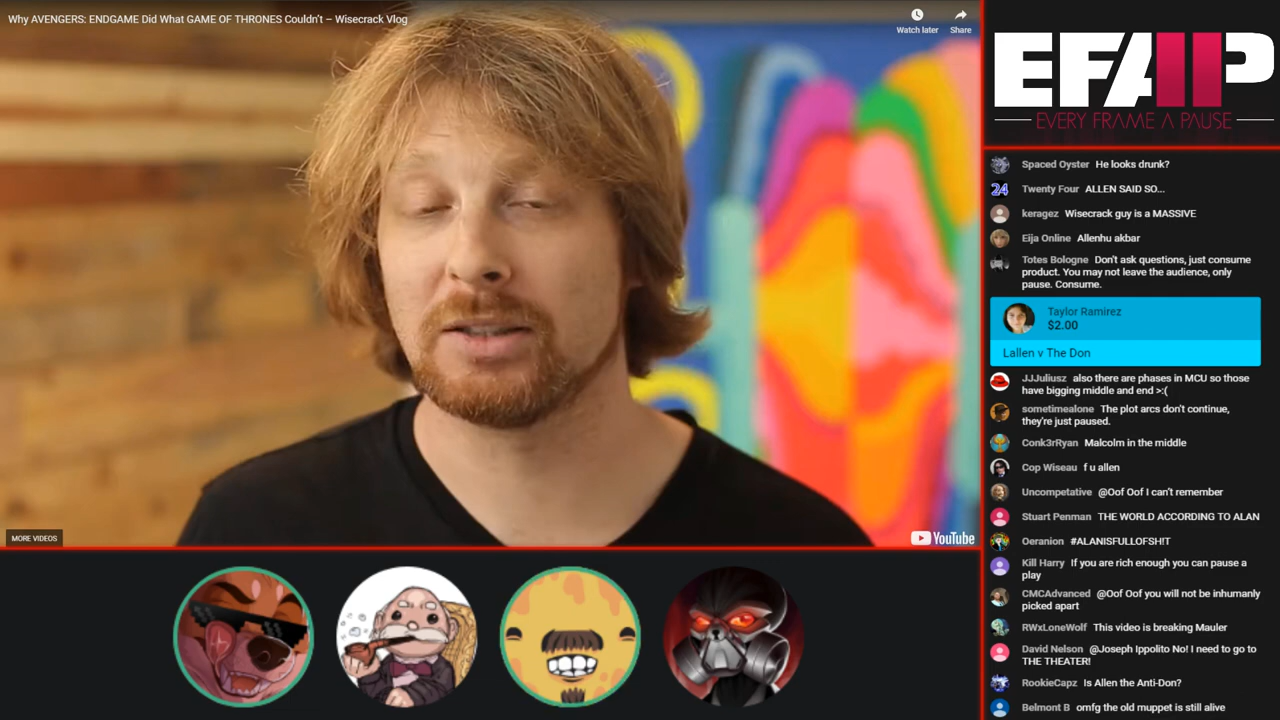 Why AVENGERS: ENDGAME Did What GAME OF THRONES Couldn't – Wisecrack Vlog
Watch later
Share
MORE VIDEOS
YouTube
EFAP
EVERY FRAME A PAUSE
Spaced Oyster He looks drunk?
24
Twenty Four ALLEN SAID SO...
keragez Wisecrack guy is a MASSIVE
Eija Online Allenhu akbar
Totes Bologne Don't ask questions, just consume
product. You may not leave the audience, only
pause. Consume.
Taylor Ramirez
$2.00
Lallen v The Don
JJJuliusz also there are phases in MCU so those
have bigging middle and end >:(
sometimealone The plot arcs don't continue,
they're just paused.
Conk3rRyan Malcolm in the middle
Cop Wiseau f u allen
Uncompetative @Oof Oof I can't remember
Stuart Penman THE WORLD ACCORDING TO ALAN
Oeranion #ALANISFULLOFSH!T
Kill Harry If you are rich enough you can pause a
play
CMCAdvanced @Oof Oof you will not be inhumanly
picked apart
RWxLoneWolf This video is breaking Mauler
David Nelson @Joseph Ippolito No! I need to go to
THE THEATER!
RookieCapz Is Allen the Anti-Don?
Belmont B omfg the old muppet is still alive